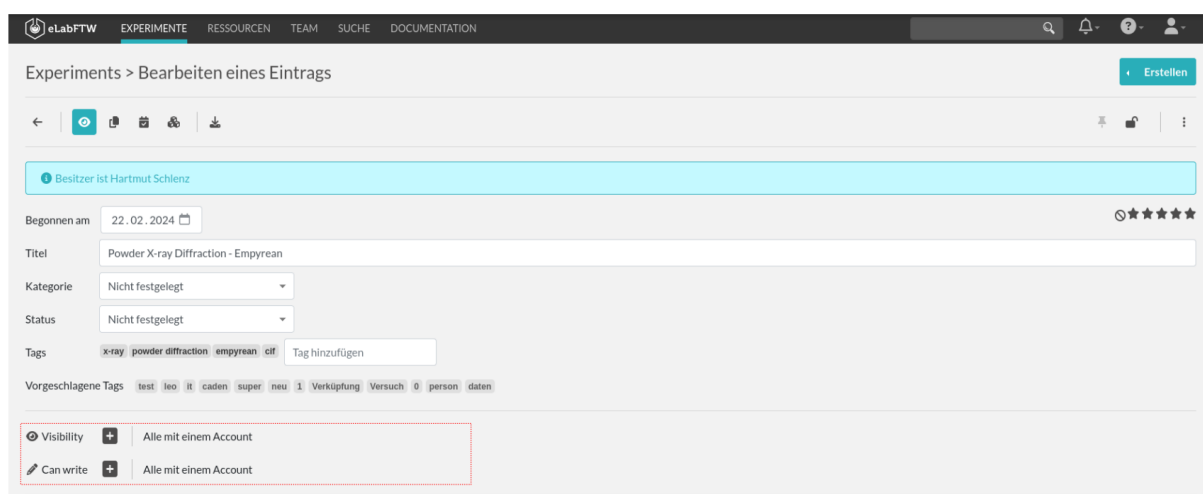 eLabFTW EXPERIMENTE RESSOURCEN TEAM SUCHE DOCUMENTATION
Experiments > Bearbeiten eines Eintrags
Erstellen
Besitzer ist Hartmut Schlenz
Begonnen am 22.02.2024
Titel Powder X-ray Diffraction - Empyrean
Kategorie Nicht festgelegt
Status Nicht festgelegt
Tags x-ray powder diffraction empyrean cif Tag hinzufügen
Vorgeschlagene Tags test leo it caden super neu 1 Verküpfung Versuch 0 person daten
Visibility Alle mit einem Account
Can write Alle mit einem Account